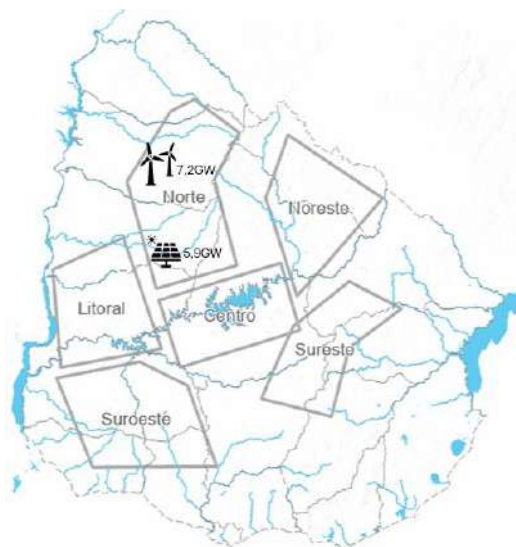 7,2GW
Norte
Noreste
5,9GW
Litoral
Centro
Sureste
Suroeste